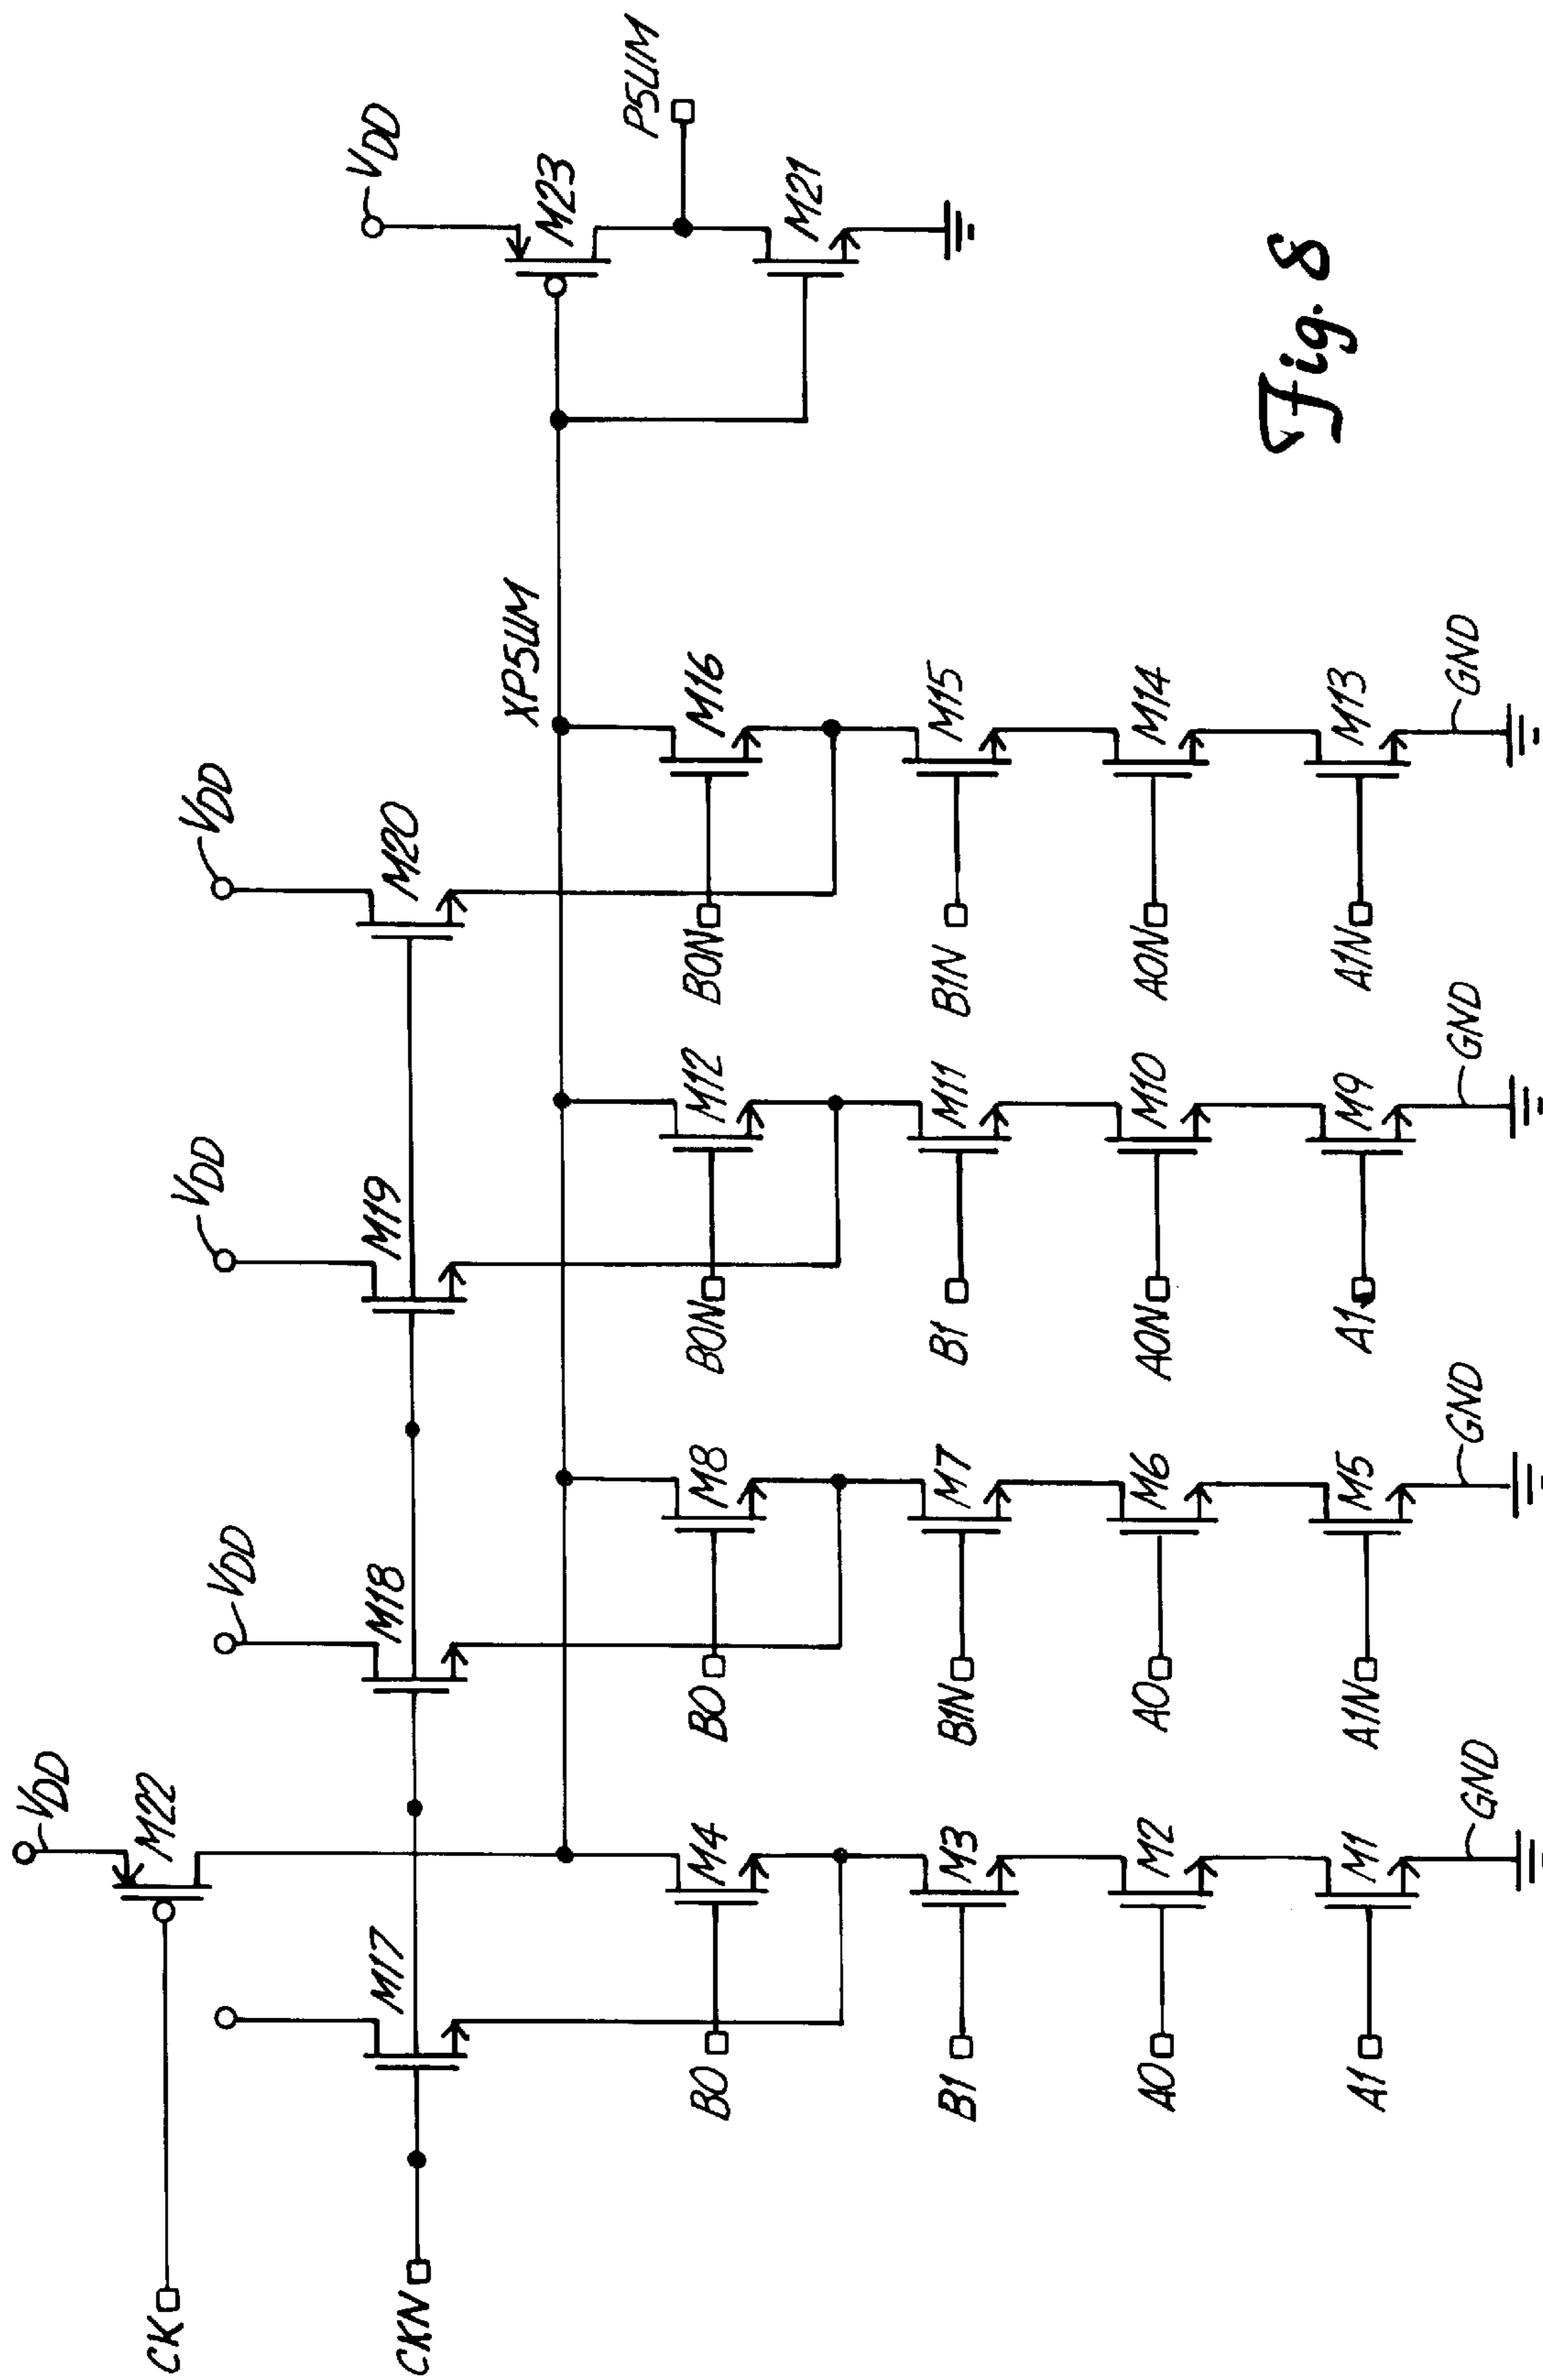 VDD
CK
M22
VDD
VDD
VDD
VDD
CKN
M17
M18
M19
M20
M23
XPSUM
PSUM
B0
M4
B0
M8
B0N
M12
B0N
M16
M21
B1
M3
B1N
M7
B1
M11
B1N
M15
A0
M2
A0
M6
A0N
M10
A0N
M14
A1
M1
A1N
M5
A1
M9
A1N
M13
GND
GND
GND
GND
Fig. 8